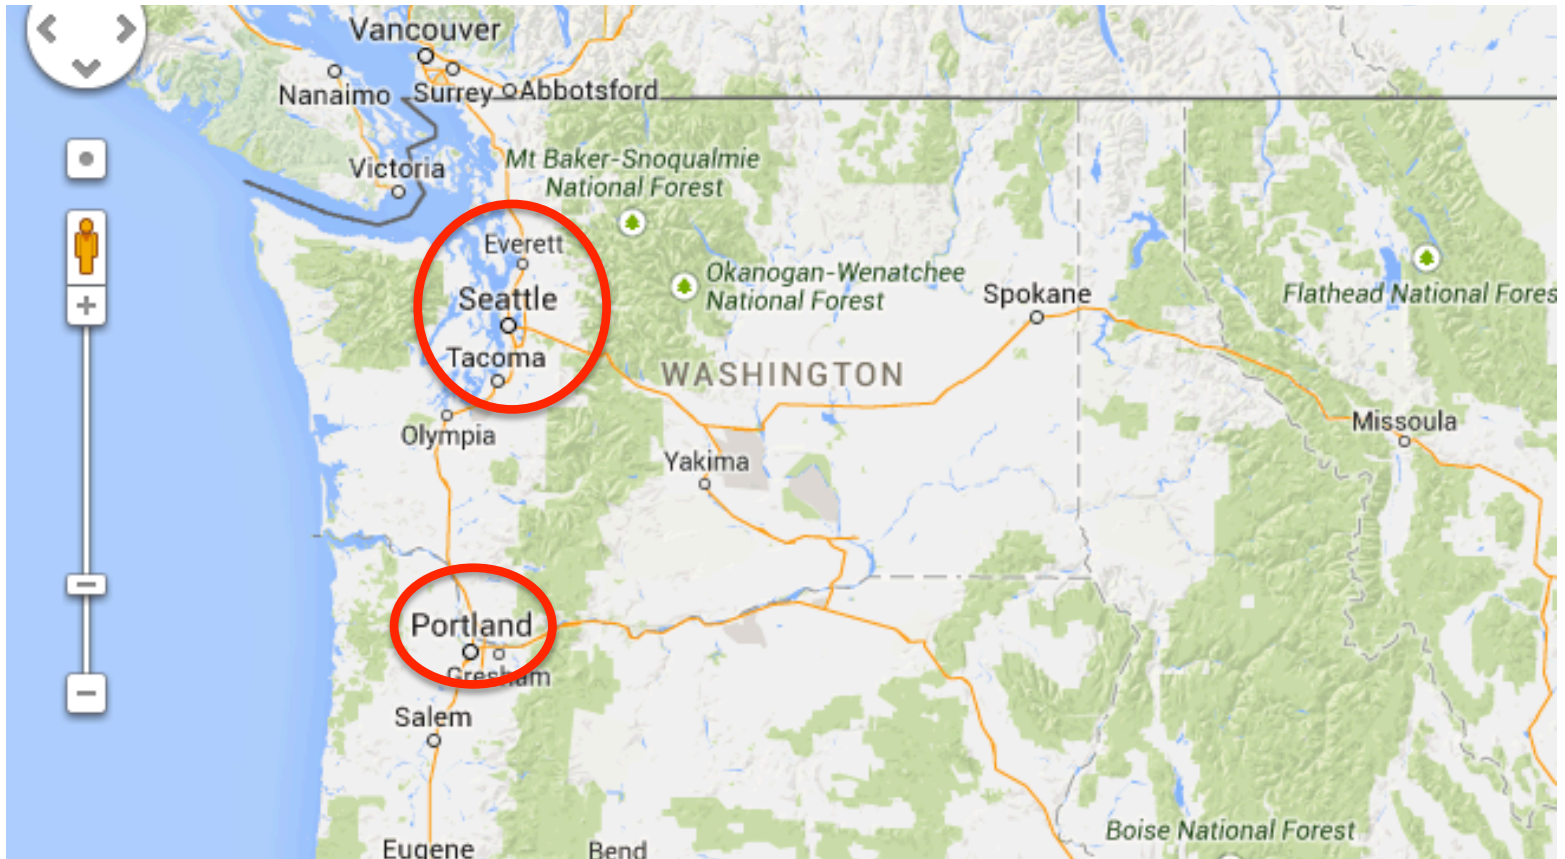 Vancouver
Nanaimo
Surrey
Abbotsford
Victoria
Mt Baker-Snoqualmie
National Forest
Everett
Seattle
Okanogan-Wenatchee
National Forest
Spokane
Flathead National Fores
Tacoma
WASHINGTON
Olympia
Missoula
Yakima
Portland
Gresham
Salem
Boise National Forest
Eugene
Bend